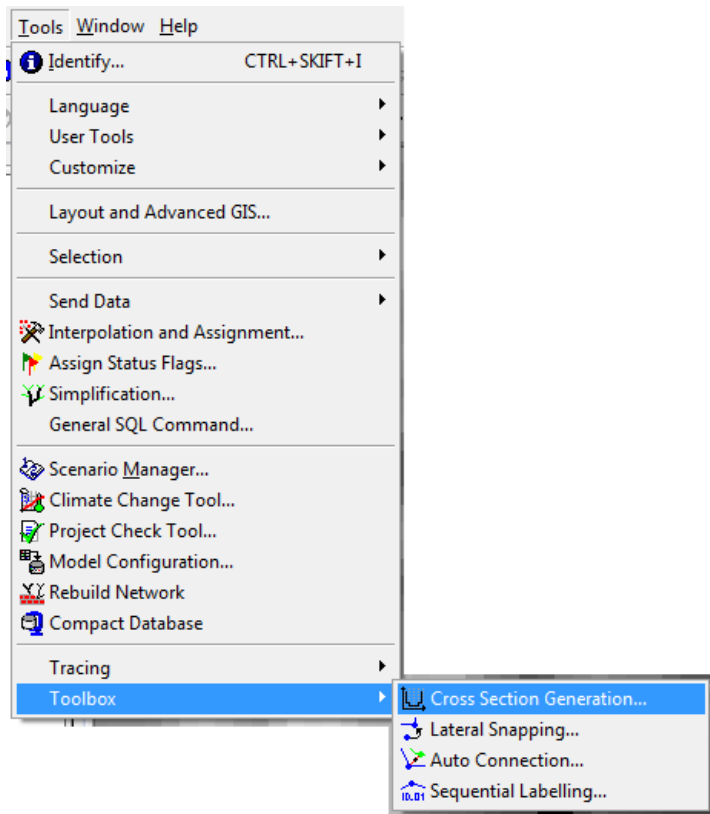 Tools Window Help
Identify... CTRL+SKIFT+I
Language
User Tools
Customize
Layout and Advanced GIS...
Selection
Send Data
Interpolation and Assignment...
Assign Status Flags...
Simplification...
General SQL Command...
Scenario Manager...
Climate Change Tool...
Project Check Tool...
Model Configuration...
Rebuild Network
Compact Database
Tracing
Toolbox
Cross Section Generation...
Lateral Snapping...
Auto Connection...
ID.01 Sequential Labelling...